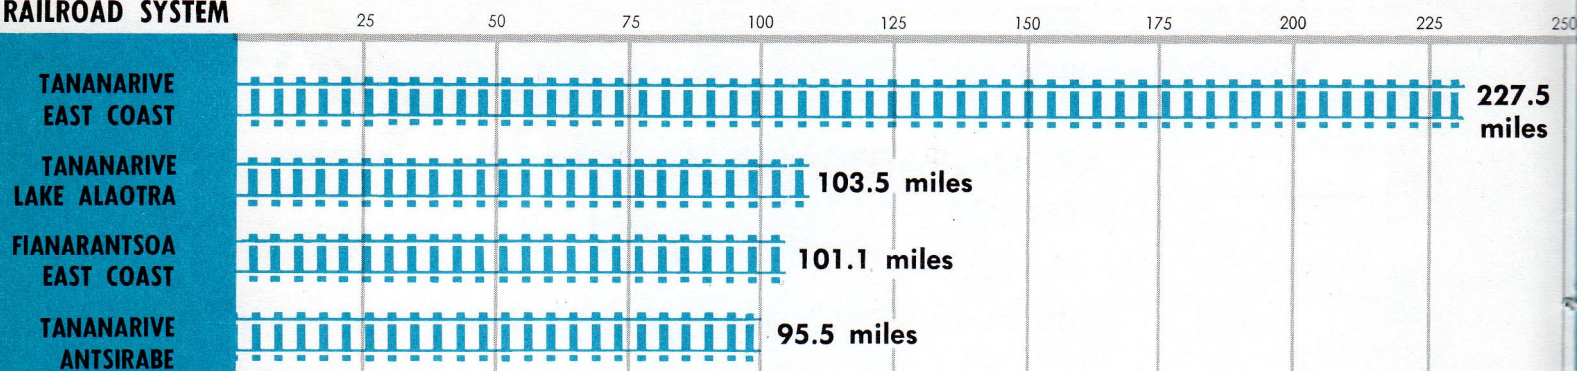 RAILROAD SYSTEM
25 50 75 100 125 150 175 200 225 250
TANANARIVE
EAST COAST
227.5
miles
TANANARIVE
LAKE ALAOTRA
103.5 miles
FIANARANTSOA
EAST COAST
101.1 miles
TANANARIVE
ANTSIRABE
95.5 miles